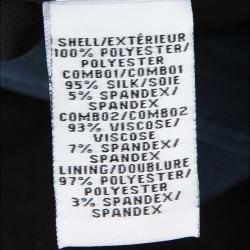 SHELL/EXTÉRIEUR
100% POLYESTER/
POLYESTER
COMBO1/COMBO1
95% SILK/SOIE
5% SPANDEX/
SPANDEX
COMBO2/COMBO2
93% VISCOSE/
VISCOSE
7% SPANDEX/
SPANDEX
LINING/DOUBLURE
97% POLYESTER/
POLYESTER
3% SPANDEX/
SPANDEX